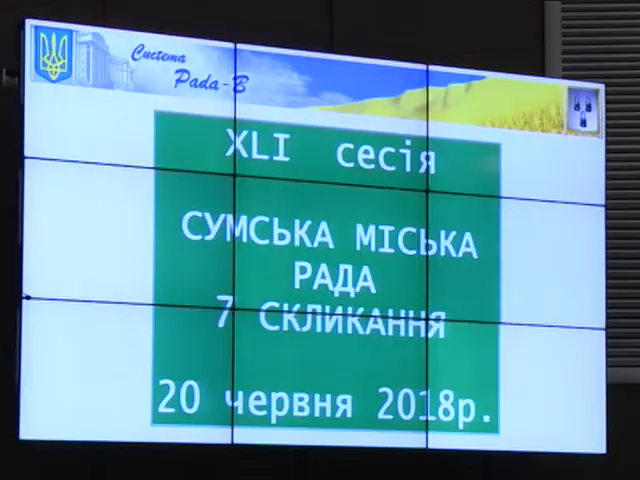 Система
Рада-В
XLI сесія
СУМСЬКА МІСЬКА
РАДА
7 СКЛИКАННЯ
20 червня 2018р.